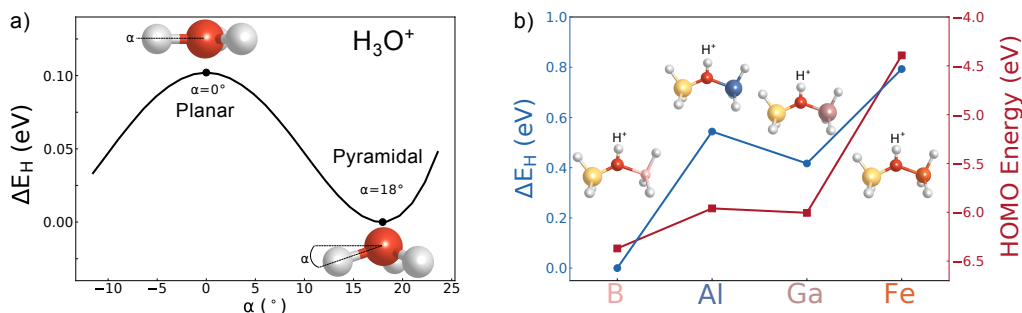 a)
H₃O⁺
α
α=0°
Planar
Pyramidal
α=18°
α
ΔE_H (eV)
0.10
0.05
0.00
−10 −5 0 5 10 15 20 25
α (°)
b)
ΔE_H (eV)
1.0
0.8
0.6
0.4
0.2
0.0
H⁺
H⁺
H⁺
H⁺
B Al Ga Fe
−4.0
−4.5
−5.0
−5.5
−6.0
−6.5
HOMO Energy (eV)